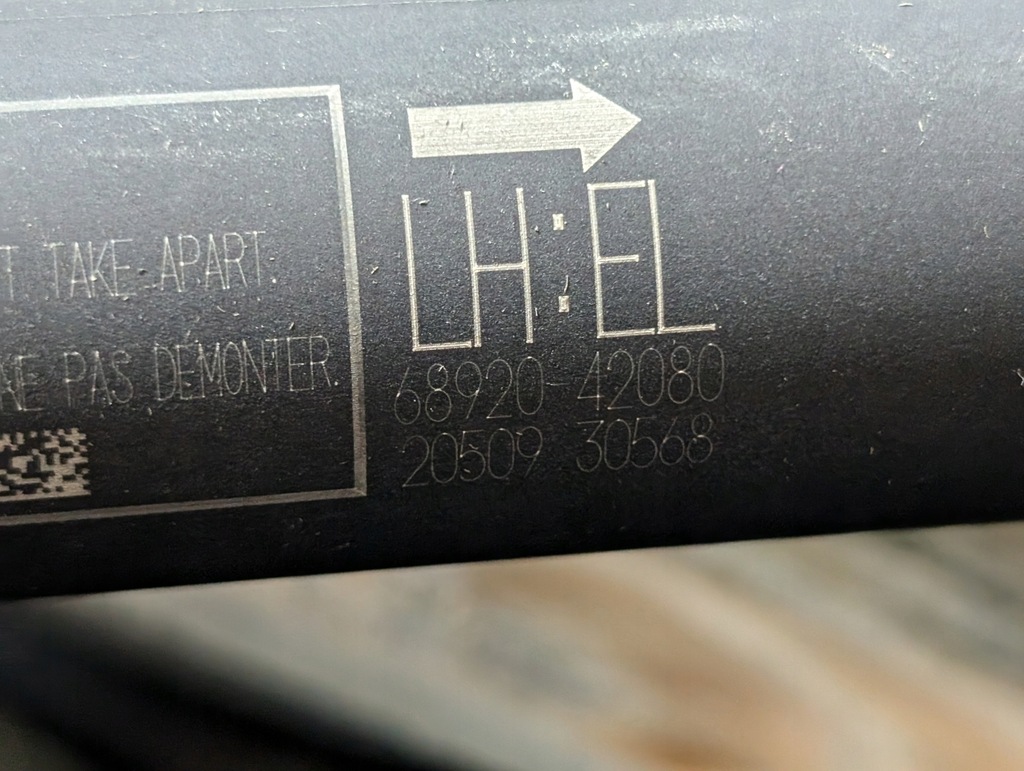 T TAKE APART.
NE PAS DÉMONTER.
LH:EL
68920-42080
20509 30568